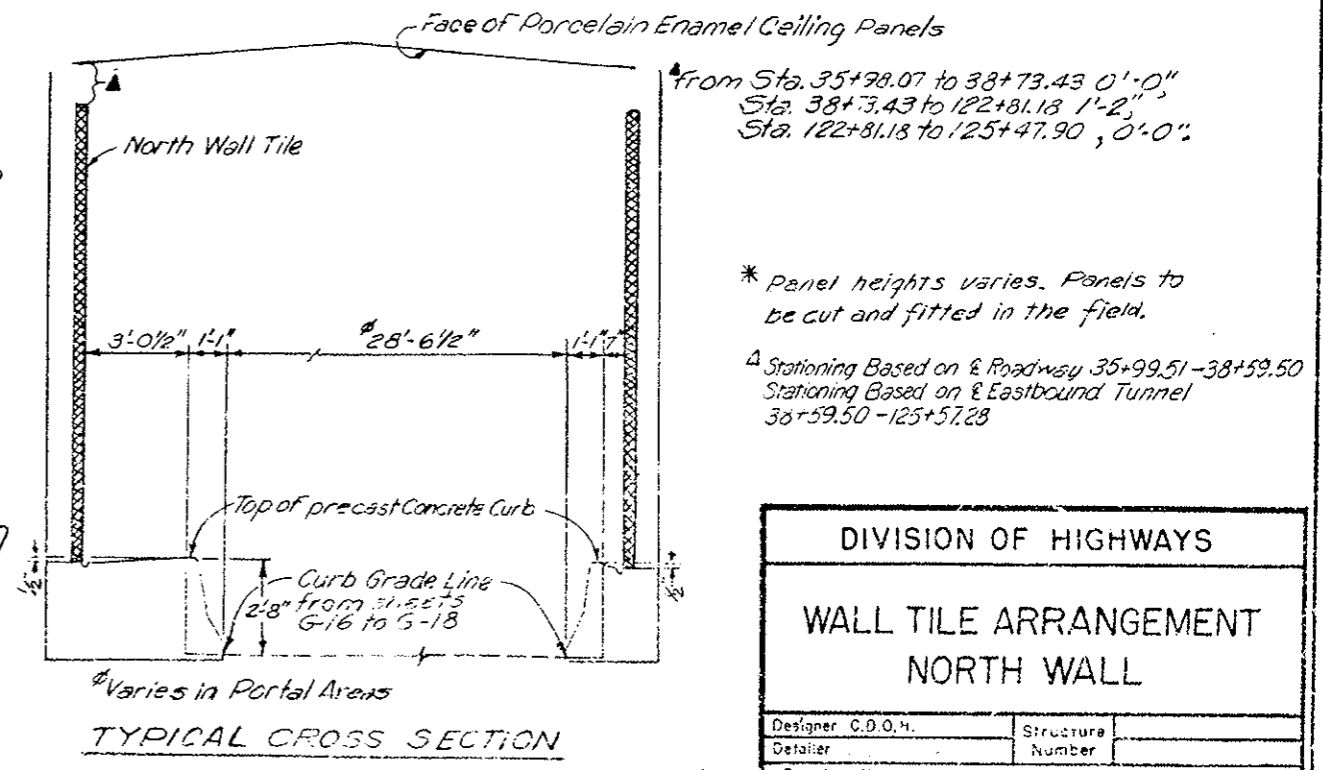 Face of Porcelain Enamel Ceiling Panels
▲
North Wall Tile
▲from Sta. 35+98.07 to 38+73.43 0'-0",
Sta. 38+73.43 to 122+81.18 1'-2",
Sta. 122+81.18 to 125+47.90 , 0'-0".
* Panel heights varies. Panels to
be cut and fitted in the field.
Δ Stationing Based on ℄ Roadway 35+99.51-38+59.50
Stationing Based on ℄ Eastbound Tunnel
38+59.50-125+57.28
3'-0½" 1'-1" ø28'-6½" 1'-1" 7"
Top of precast Concrete Curb
½" 2'-8" ½"
Curb Grade Line
from sheets
G-16 to G-18
øVaries in Portal Areas
TYPICAL CROSS SECTION
DIVISION OF HIGHWAYS
WALL TILE ARRANGEMENT
NORTH WALL
Designer C.D.O.H.
Detailer
Structure
Number